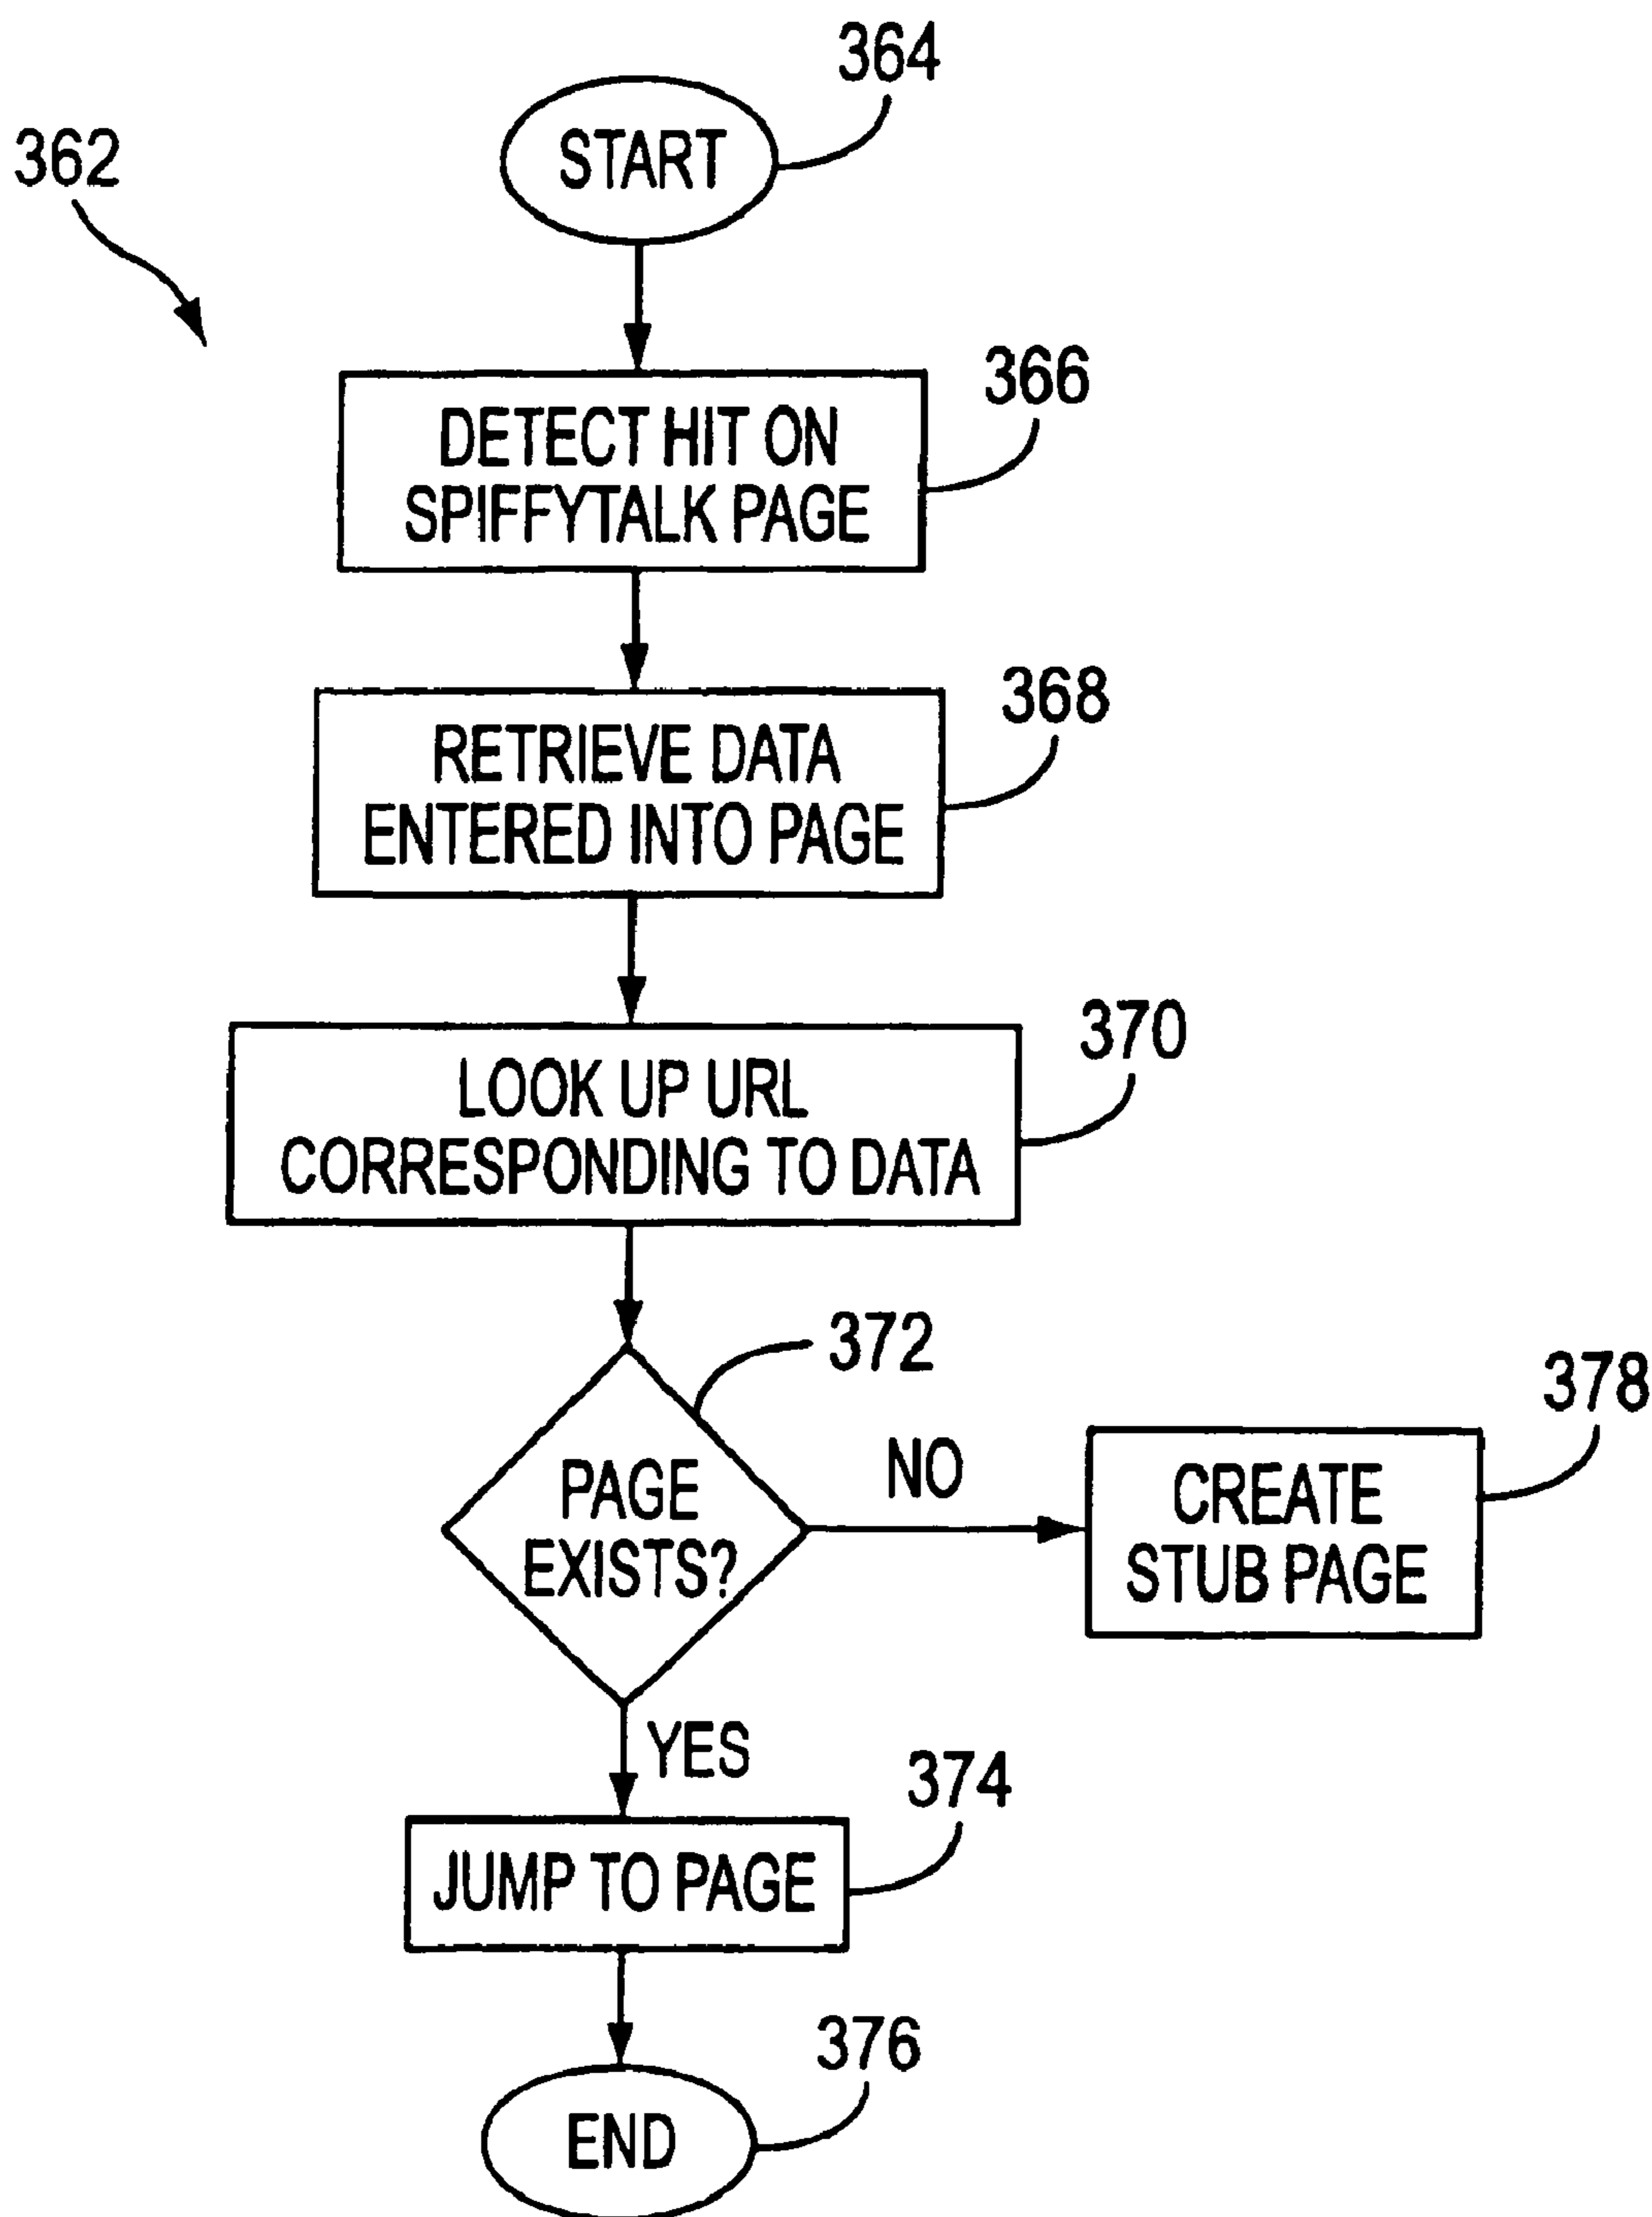 364
START
362
366
DETECT HIT ON
SPIFFYTALK PAGE
368
RETRIEVE DATA
ENTERED INTO PAGE
370
LOOK UP URL
CORRESPONDING TO DATA
372
PAGE
EXISTS?
NO
378
CREATE
STUB PAGE
YES
374
JUMP TO PAGE
376
END